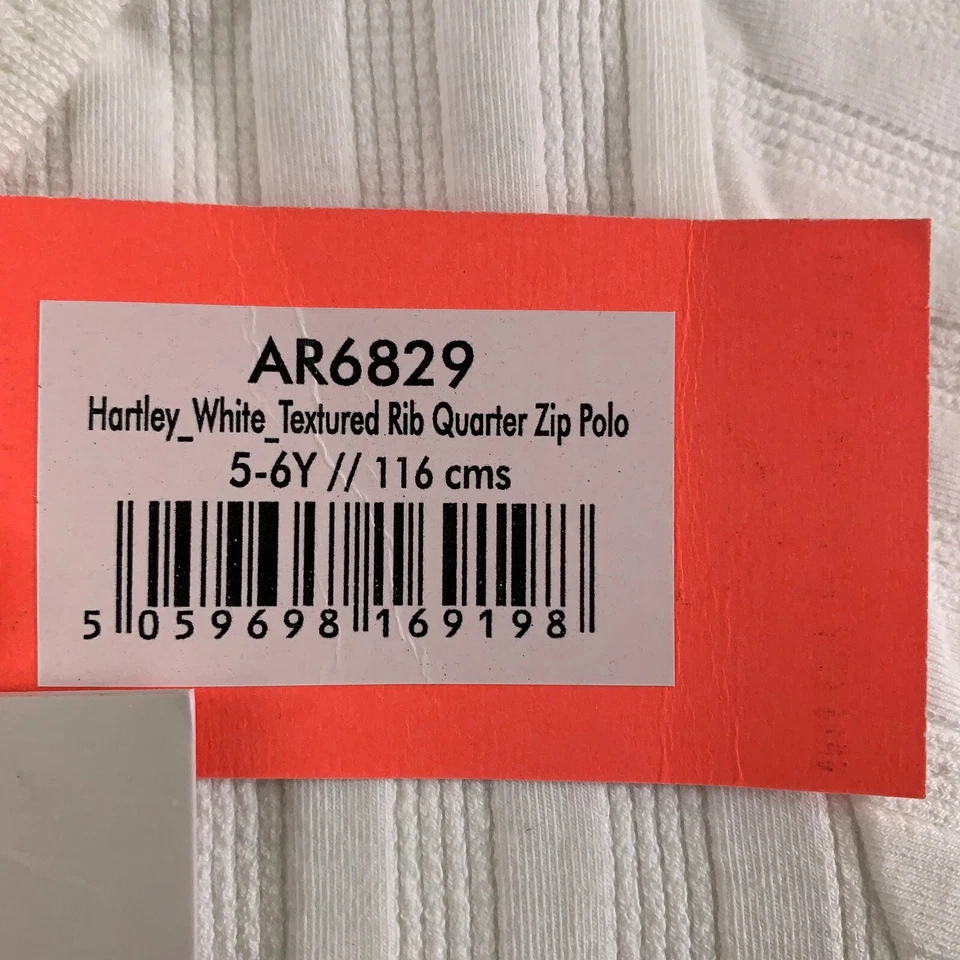 AR6829
Hartley_White_Textured Rib Quarter Zip Polo
5-6Y // 116 cms
5 059698 169198